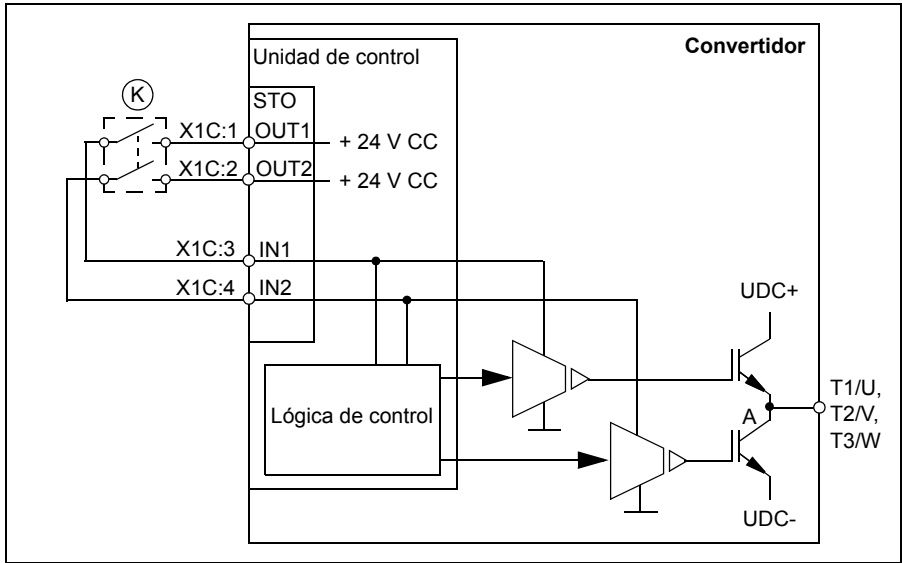 Convertidor
Unidad de control
K
STO
X1C:1
OUT1
+ 24 V CC
X1C:2
OUT2
+ 24 V CC
X1C:3
IN1
X1C:4
IN2
UDC+
Lógica de control
A
T1/U,
T2/V,
T3/W
UDC-